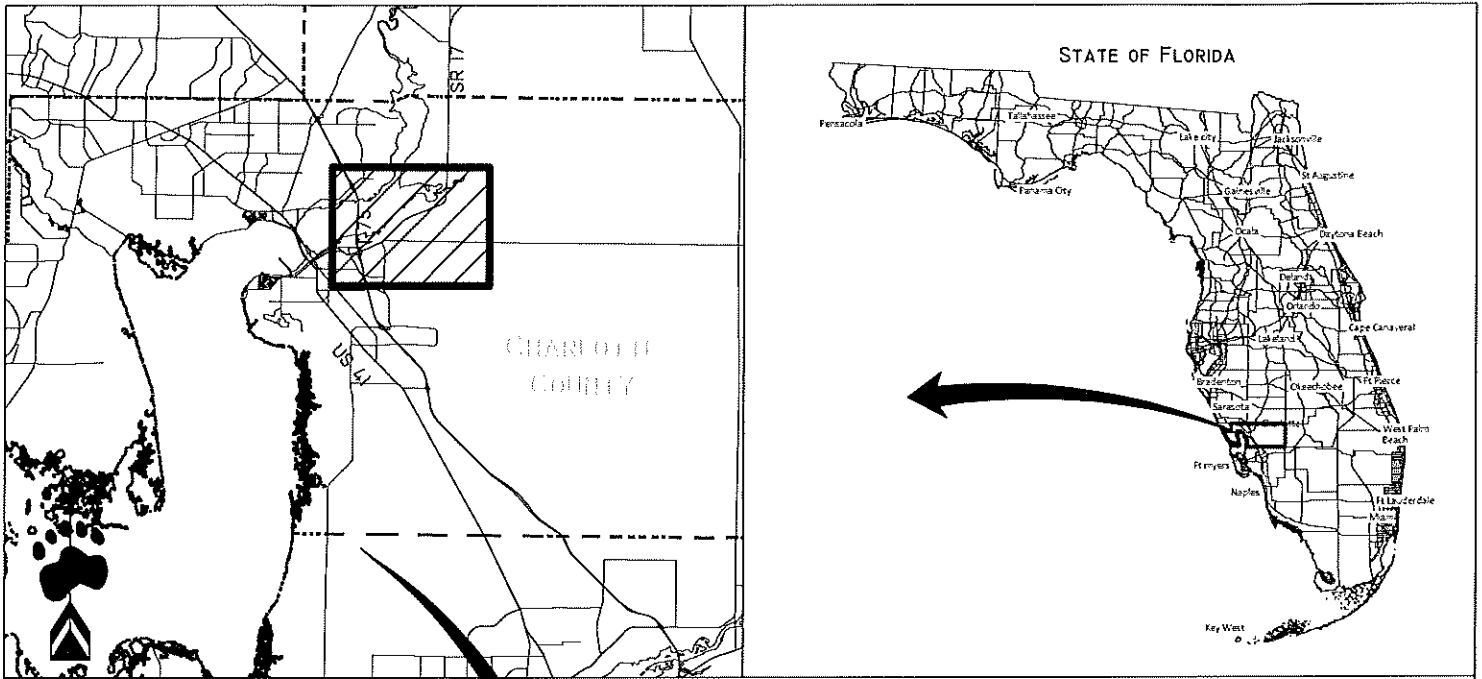 SR 17
I-75
US 41
CHARLOTTE
COUNTY
STATE OF FLORIDA
Pensacola
Tallahassee
Lake city
Jacksonville
Panama City
St Augustine
Gainesville
Ocala
Daytona Beach
Deland
Orlando
Cape Canaveral
Lakeland
Bradenton
Okeechobee
Ft Pierce
Sarasota
West Palm
Beach
Ft myers
Naples
Ft Lauderdale
Miami
Key West